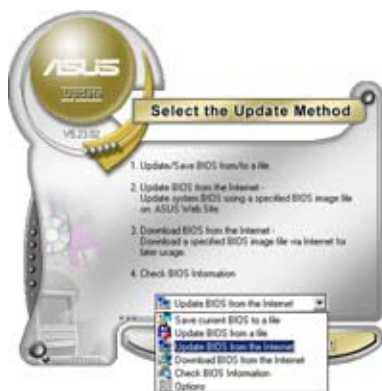 ASUS
Update
V5.23.02
Select the Update Method
1. Update/Save BIOS from/to a file.
2. Update BIOS from the Internet -
Update system BIOS using a specified BIOS image file
on ASUS Web Site.
3. Download BIOS from the Internet -
Download a specified BIOS image file via Internet for
later usage.
4. Check BIOS Information
Update BIOS from the Internet
Save current BIOS to a file
Update BIOS from a file
Update BIOS from the Internet
Download BIOS from the Internet
Check BIOS Information
Options